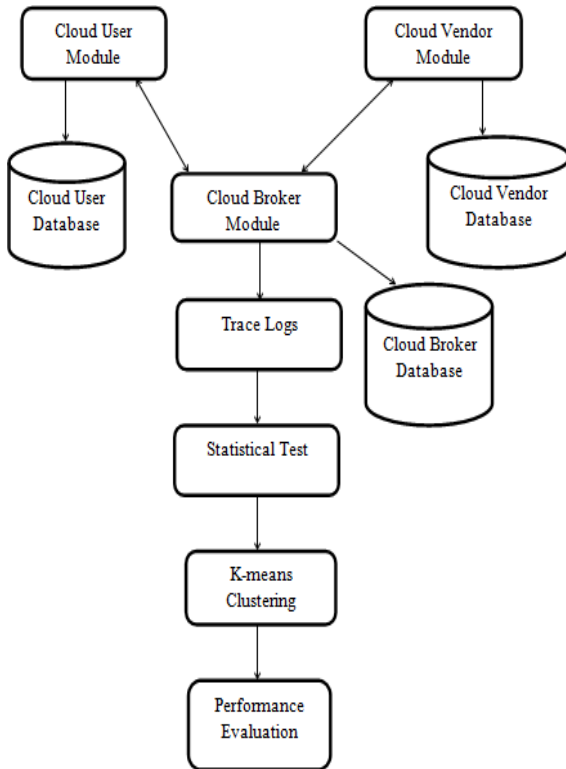 Cloud User
Module
Cloud Vendor
Module
Cloud User
Database
Cloud Broker
Module
Cloud Vendor
Database
Trace Logs
Cloud Broker
Database
Statistical Test
K-means
Clustering
Performance
Evaluation